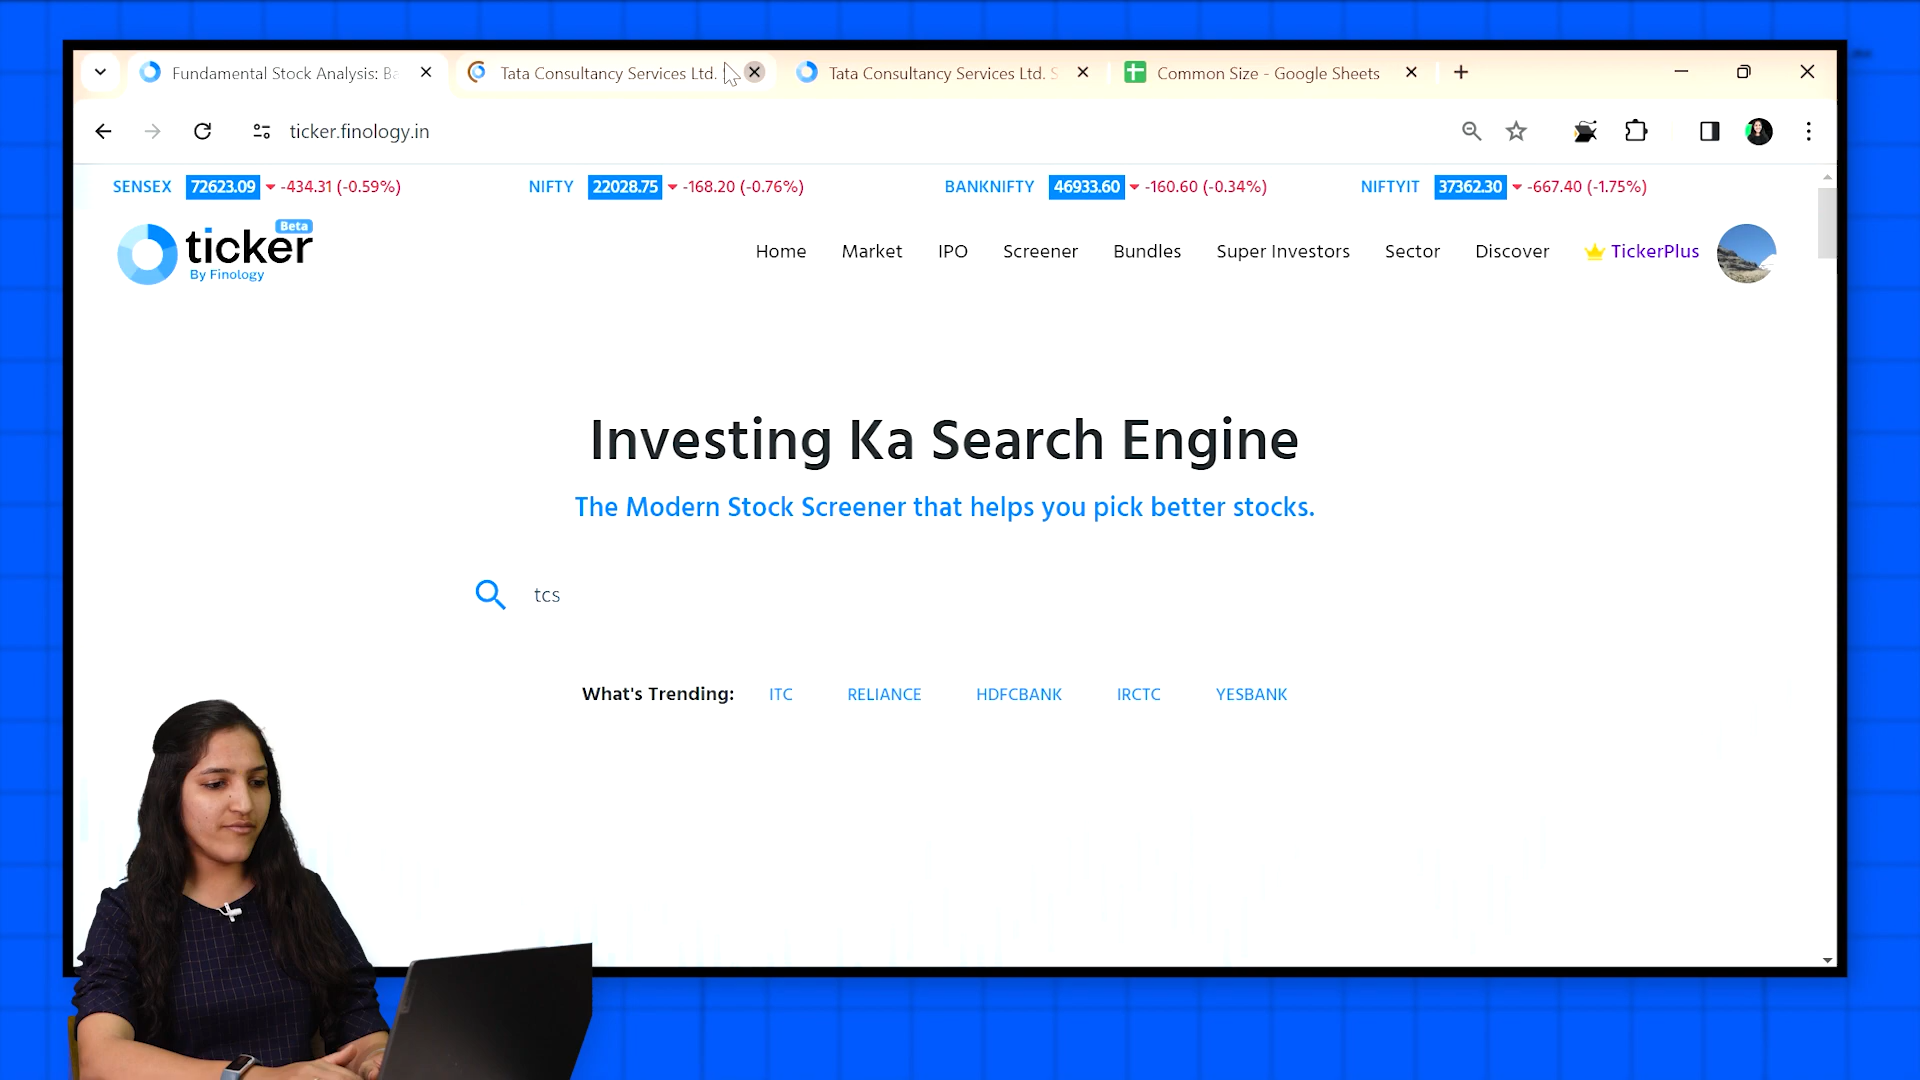 Fundamental Stock Analysis: Ba
Tata Consultancy Services Ltd.
Tata Consultancy Services Ltd. S
Common Size - Google Sheets
ticker.finology.in
SENSEX 72623.09 -434.31 (-0.59%)
NIFTY 22028.75 -168.20 (-0.76%)
BANKNIFTY 46933.60 -160.60 (-0.34%)
NIFTYIT 37362.30 -667.40 (-1.75%)
Beta
ticker
By Finology
Home Market IPO Screener Bundles Super Investors Sector Discover TickerPlus
Investing Ka Search Engine
The Modern Stock Screener that helps you pick better stocks.
tcs
What's Trending: ITC RELIANCE HDFCBANK IRCTC YESBANK